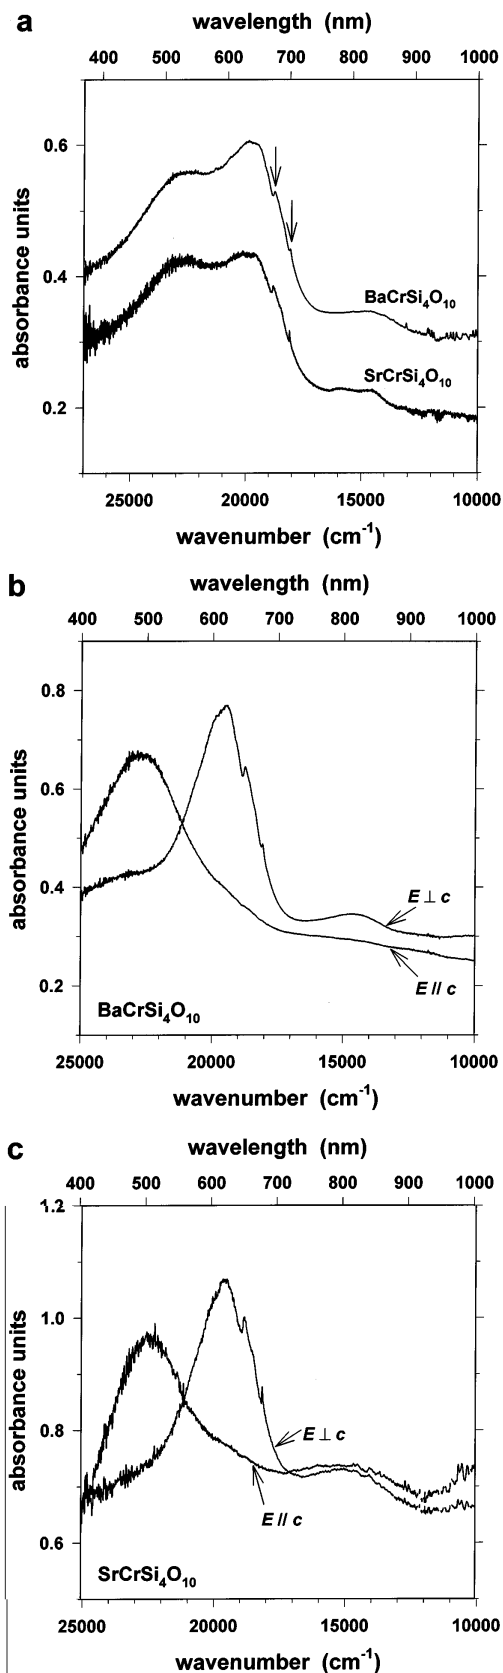 a
wavelength (nm)
400 500 600 700 800 900 1000
absorbance units
0.6
0.4
0.2
BaCrSi₄O₁₀
SrCrSi₄O₁₀
25000 20000 15000 10000
wavenumber (cm⁻¹)
b
wavelength (nm)
400 500 600 700 800 900 1000
absorbance units
0.8
0.6
0.4
0.2
E ⊥ c
E // c
BaCrSi₄O₁₀
25000 20000 15000 10000
wavenumber (cm⁻¹)
c
wavelength (nm)
400 500 600 700 800 900 1000
absorbance units
1.2
1.0
0.8
0.6
E ⊥ c
E // c
SrCrSi₄O₁₀
25000 20000 15000 10000
wavenumber (cm⁻¹)